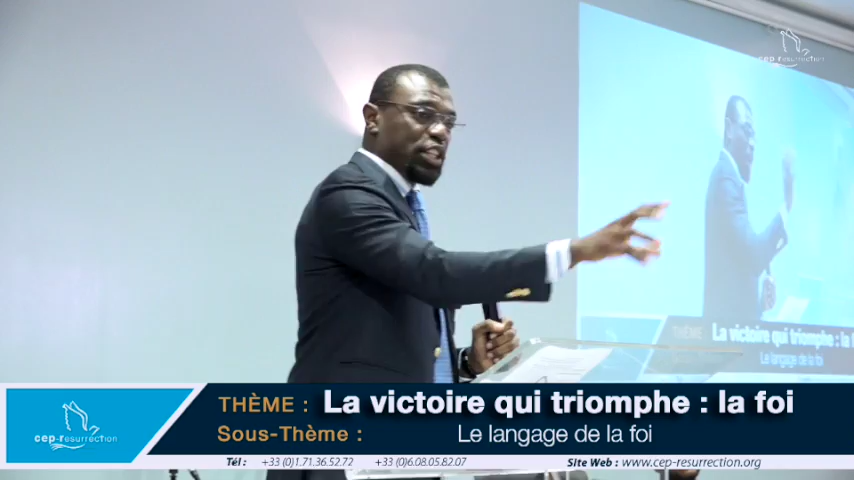 cep-resurrection
THÈME
La victoire qui triomphe : la f
Le langage de la foi
cep-resurrection
THÈME : La victoire qui triomphe : la foi
Sous-Thème : Le langage de la foi
Tél : +33 (0)1.71.36.52.72 +33 (0)6.08.05.82.07 Site Web : www.cep-resurrection.org